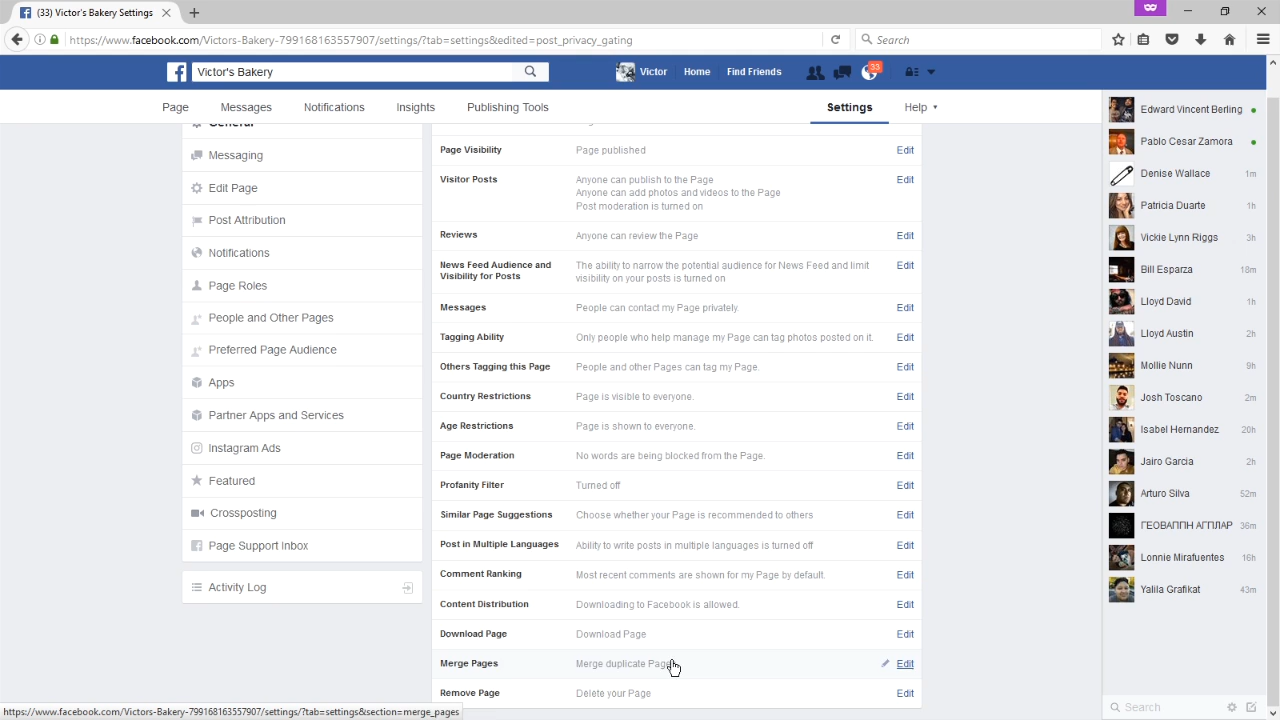 (33) Victor's Bakery Settings
https://www.facebook.com/Victors-Bakery-799168163557907/settings/?tab=settings&edited=post_privacy_gating
Search
Victor's Bakery
Victor
Home
Find Friends
33
Page
Messages
Notifications
Insights
Publishing Tools
Settings
Help
General
Messaging
Edit Page
Post Attribution
Notifications
Page Roles
People and Other Pages
Preferred Page Audience
Apps
Partner Apps and Services
Instagram Ads
Featured
Crossposting
Page Support Inbox
Activity Log
Page Visibility Page published Edit
Visitor Posts Anyone can publish to the Page Edit
Anyone can add photos and videos to the Page
Post moderation is turned on
Reviews Anyone can review the Page Edit
News Feed Audience and The ability to narrow the potential audience for News Feed and limit Edit
Visibility for Posts visibility on your posts is turned on
Messages People can contact my Page privately. Edit
Tagging Ability Only people who help manage my Page can tag photos posted on it. Edit
Others Tagging this Page People and other Pages can tag my Page. Edit
Country Restrictions Page is visible to everyone. Edit
Age Restrictions Page is shown to everyone. Edit
Page Moderation No words are being blocked from the Page. Edit
Profanity Filter Turned off Edit
Similar Page Suggestions Choose whether your Page is recommended to others Edit
Post in Multiple Languages Ability to write posts in multiple languages is turned off Edit
Comment Ranking Most recent comments are shown for my Page by default. Edit
Content Distribution Downloading to Facebook is allowed. Edit
Download Page Download Page Edit
Merge Pages Merge duplicate Pages Edit
Remove Page Delete your Page Edit
Edward Vincent Berling
Pablo Cesar Zamora
Denise Wallace 1m
Patricia Duarte 1h
Vickie Lynn Riggs 3h
Bill Esparza 18m
Lloyd David 1h
Lloyd Austin 2h
Mollie Nunn 9h
Josh Toscano 2m
Isabel Hernandez 20h
Jairo Garcia 2h
Arturo Silva 52m
ΓΕΟΒΑΠΠΗ ΑΓΠΛΑΡ 36m
Lonnie Mirafuentes 16h
Yalila Grafikat 43m
Search
https://www.facebook.com/Victors-Bakery-799168163557907/settings/?tab=settings&section=merge_pages